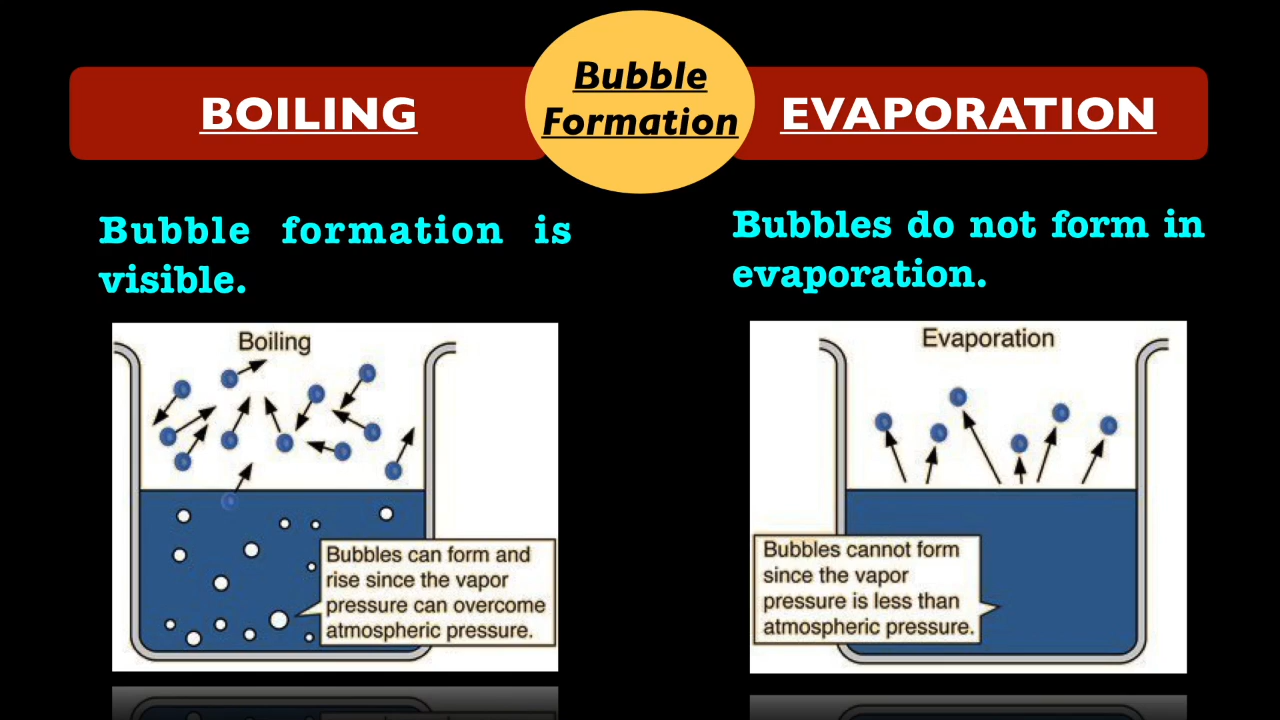 Bubble
Formation
BOILING
EVAPORATION
Bubble formation is
visible.
Bubbles do not form in
evaporation.
Boiling
Bubbles can form and
rise since the vapor
pressure can overcome
atmospheric pressure.
Evaporation
Bubbles cannot form
since the vapor
pressure is less than
atmospheric pressure.